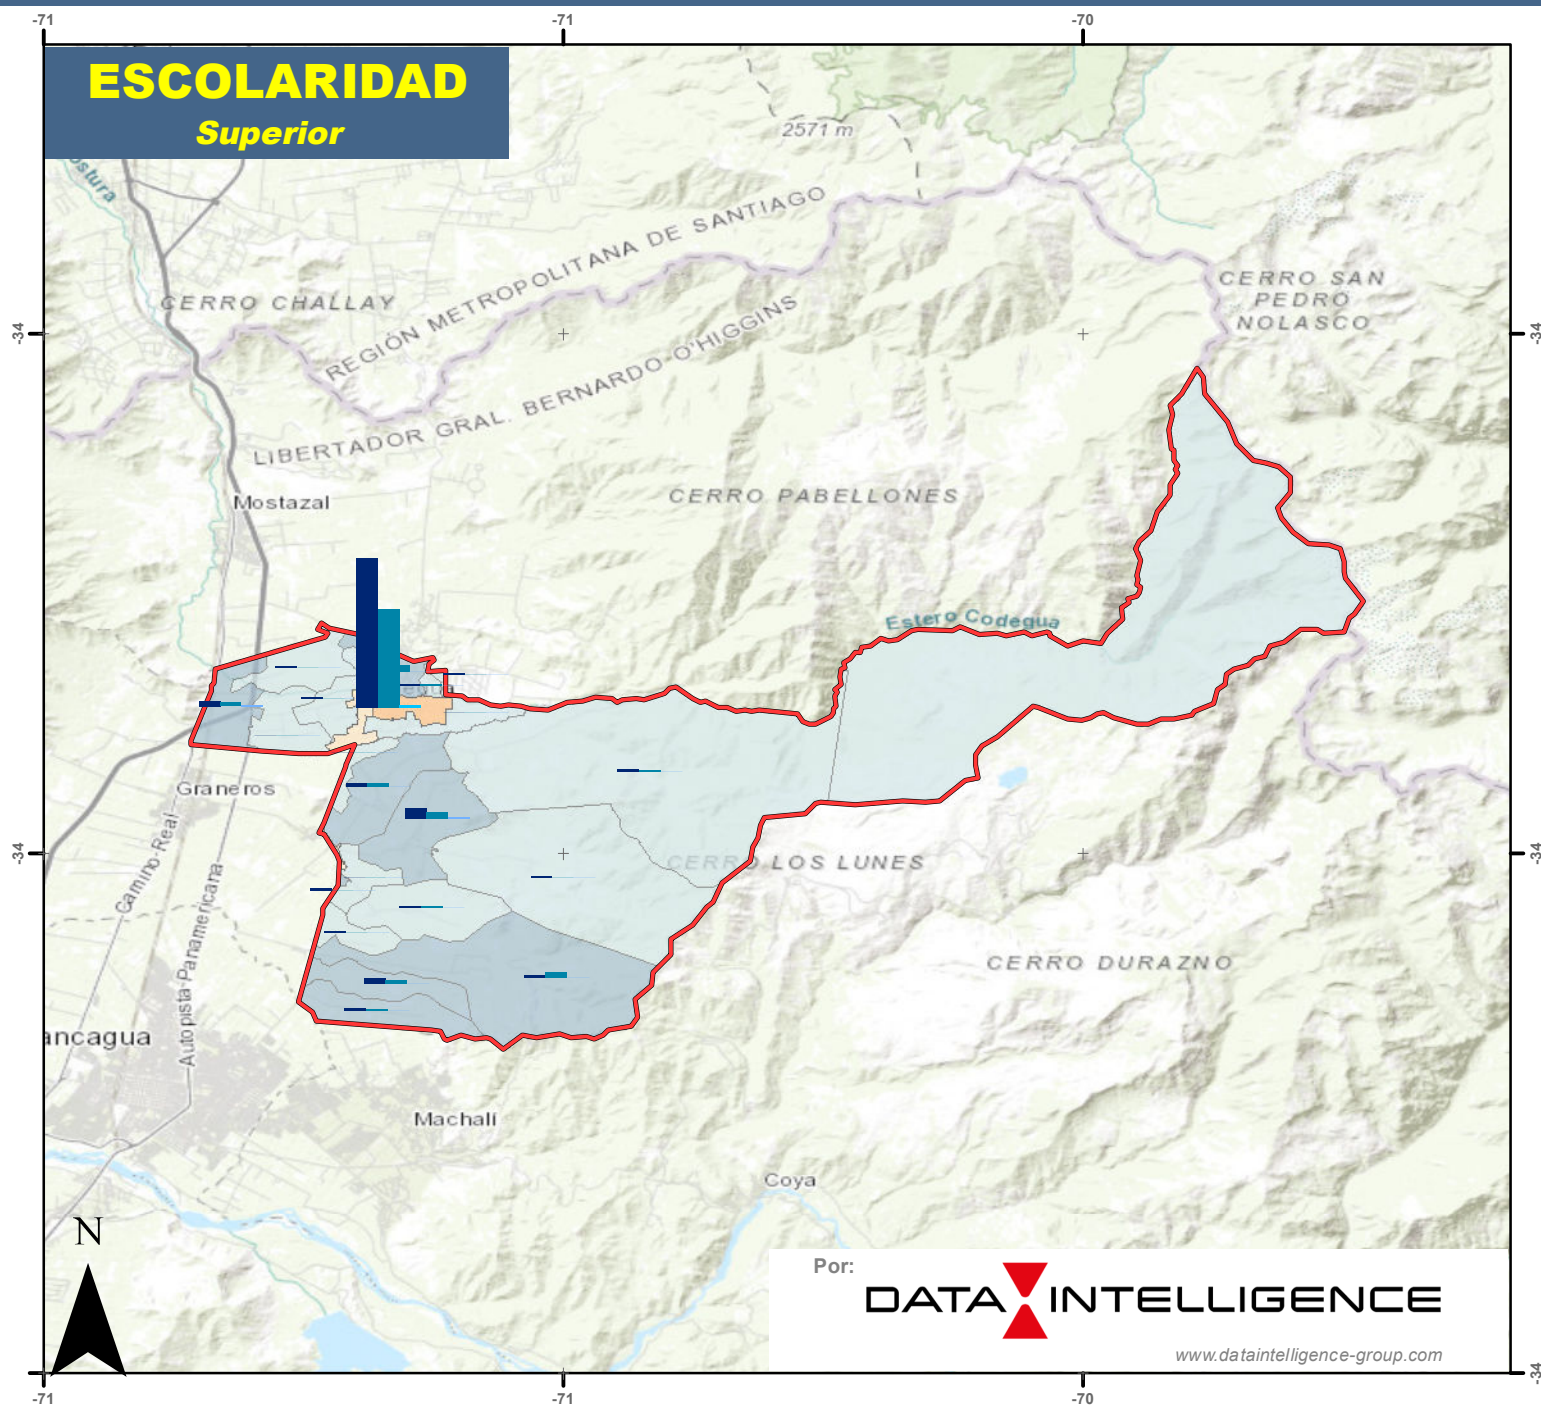 -71
-71
-70
ESCOLARIDAD
Superior
2571 m
REGIÓN METROPOLITANA DE SANTIAGO
CERRO SAN
PEDRO
NOLASCO
CERRO CHALLAY
-34
-34
LIBERTADOR GRAL. BERNARDO O'HIGGINS
Mostazal
CERRO PABELLONES
Estero Codegua
Graneros
-34
-34
CERRO LOS LUNES
Camino Real
Autopista Panamericana
CERRO DURAZNO
ancagua
Machalí
Coya
N
Por:
DATA INTELLIGENCE
www.dataintelligence-group.com
-34
-71
-71
-70